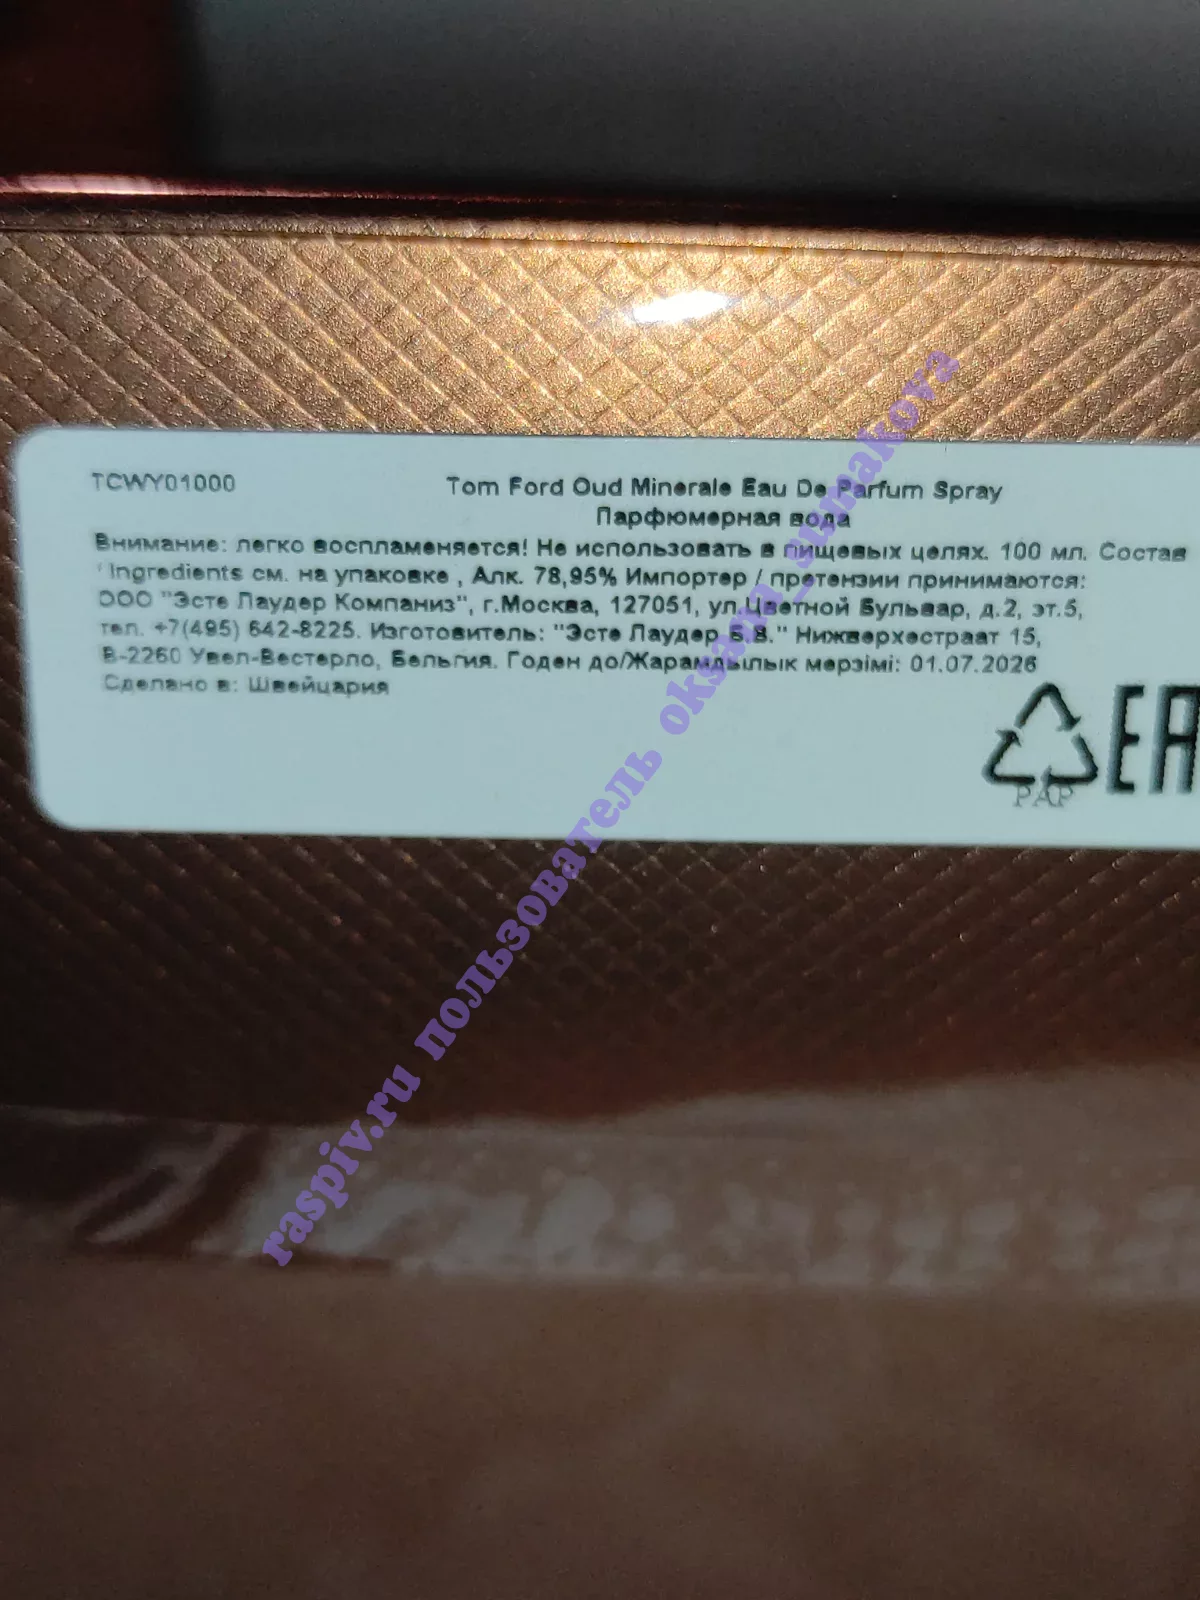 TCWY01000
Tom Ford Oud Minerale Eau De Parfum Spray
Парфюмерная вода
Внимание: легко воспламеняется! Не использовать в пищевых целях. 100 мл. Состав
/ Ingredients см. на упаковке , Алк. 78,95% Импортер / претензии принимаются:
ООО "Эсте Лаудер Компаниз", г.Москва, 127051, ул.Цветной Бульвар, д.2, эт.5,
тел. +7(495) 642-8225. Изготовитель: "Эсте Лаудер Б.В." Нижверхестраат 15,
В-2260 Увел-Вестерло, Бельгия. Годен до/Жарамдылық мерзімі: 01.07.2026
Сделано в: Швейцария
PAP
EAC
raspiv.ru пользователь oksana_sumakova